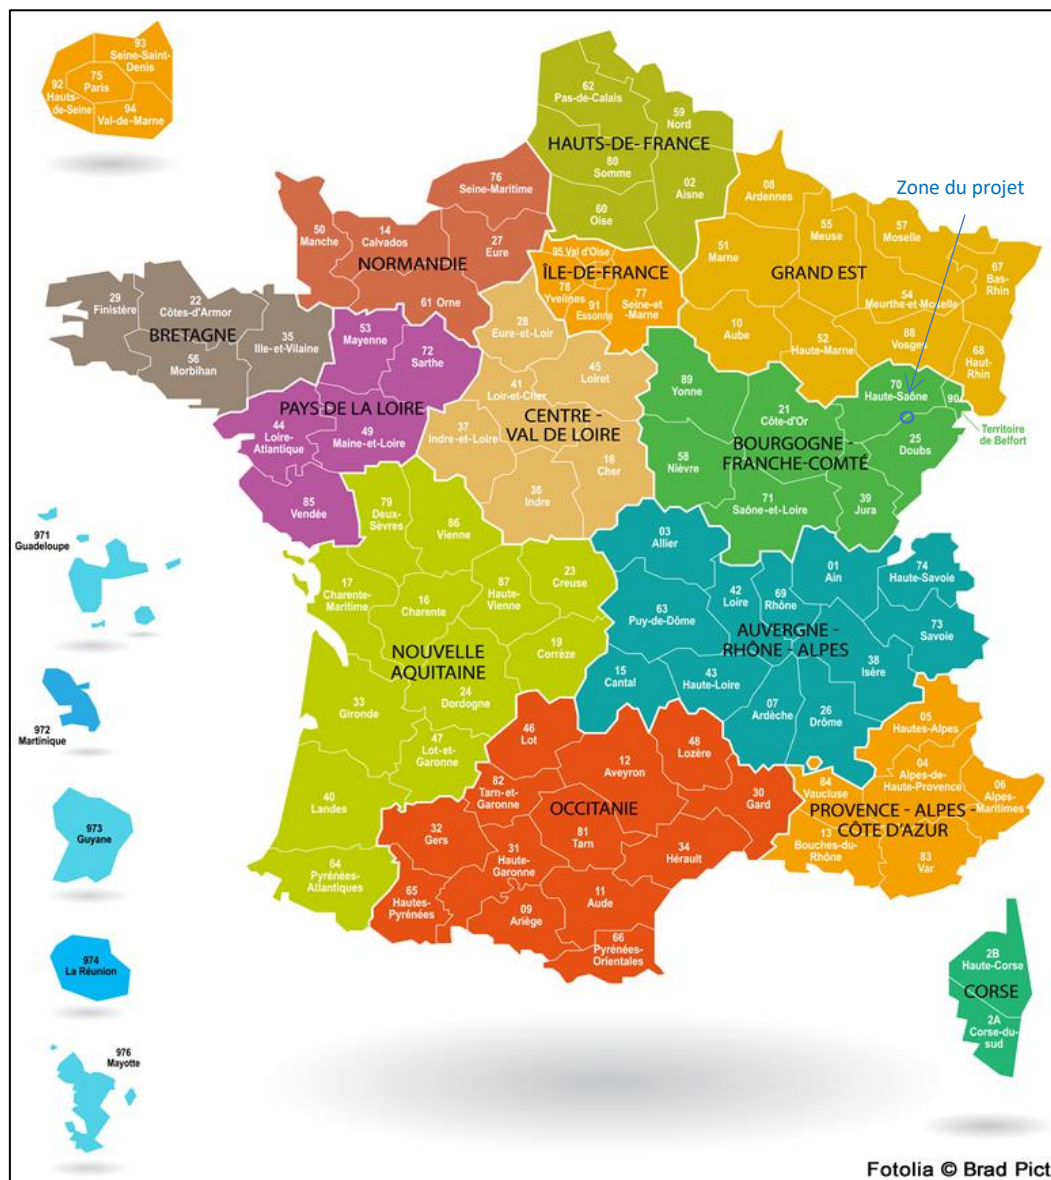 93
Seine-Saint-
Denis
75
Paris
92
Hauts-
de-Seine
94
Val-de-Marne
62
Pas-de-Calais
59
Nord
HAUTS-DE-FRANCE
80
Somme
02
Aisne
60
Oise
76
Seine-Maritime
50
Manche
14
Calvados
27
Eure
NORMANDIE
61 Orne
95 Val d'Oise
ÎLE-DE-FRANCE
78
Yvelines
91
Essonne
77
Seine-et
-Marne
Zone du projet
08
Ardennes
55
Meuse
57
Moselle
51
Marne
67
Bas-
Rhin
GRAND EST
54
Meurthe-et-Moselle
10
Aube
52
Haute-Marne
88
Vosges
68
Haut-
Rhin
29
Finistère
22
Côtes-d'Armor
BRETAGNE
35
Ille-et-Vilaine
56
Morbihan
53
Mayenne
72
Sarthe
PAYS DE LA LOIRE
44
Loire-
Atlantique
49
Maine-et-Loire
85
Vendée
28
Eure-et-Loir
45
Loiret
41
Loir-et-Cher
CENTRE -
VAL DE LOIRE
37
Indre-et-Loire
18
Cher
36
Indre
89
Yonne
21
Côte-d'Or
70
Haute-Saône
90
Territoire
de Belfort
BOURGOGNE -
FRANCHE-COMTÉ
25
Doubs
58
Nièvre
71
Saône-et-Loire
39
Jura
79
Deux-
Sèvres
86
Vienne
17
Charente-
Maritime
16
Charente
87
Haute-
Vienne
23
Creuse
NOUVELLE
AQUITAINE
19
Corrèze
24
Dordogne
33
Gironde
47
Lot-et-
Garonne
40
Landes
64
Pyrénées-
Atlantiques
03
Allier
01
Ain
74
Haute-Savoie
42
Loire
69
Rhône
63
Puy-de-Dôme
AUVERGNE -
RHÔNE - ALPES
73
Savoie
38
Isère
15
Cantal
43
Haute-Loire
07
Ardèche
26
Drôme
46
Lot
48
Lozère
12
Aveyron
82
Tarn-et-
Garonne
OCCITANIE
30
Gard
32
Gers
81
Tarn
31
Haute-
Garonne
34
Hérault
65
Hautes-
Pyrénées
09
Ariège
11
Aude
66
Pyrénées-
Orientales
05
Hautes-Alpes
04
Alpes-de-
Haute-Provence
84
Vaucluse
06
Alpes-
Maritimes
PROVENCE - ALPES -
CÔTE D'AZUR
13
Bouches-du-
Rhône
83
Var
2B
Haute-Corse
CORSE
2A
Corse-du-
sud
971
Guadeloupe
972
Martinique
973
Guyane
974
La Réunion
976
Mayotte
Fotolia © Brad Pict